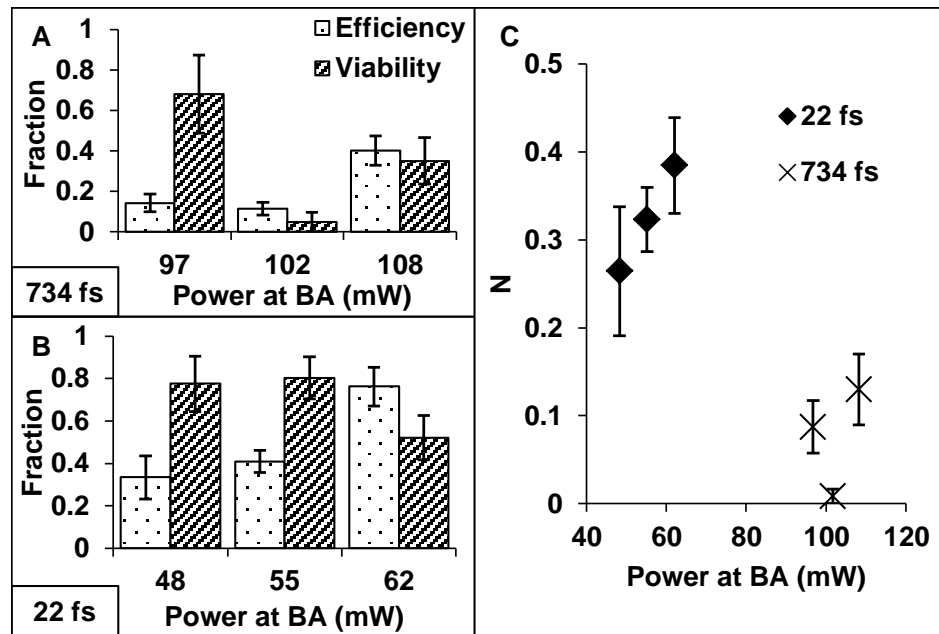 A
Efficiency
Viability
Fraction
1
0.8
0.6
0.4
0.2
0
97 102 108
Power at BA (mW)
734 fs
B
Fraction
1
0.8
0.6
0.4
0.2
0
48 55 62
Power at BA (mW)
22 fs
C
22 fs
734 fs
N
0.5
0.4
0.3
0.2
0.1
0
40 60 80 100 120
Power at BA (mW)